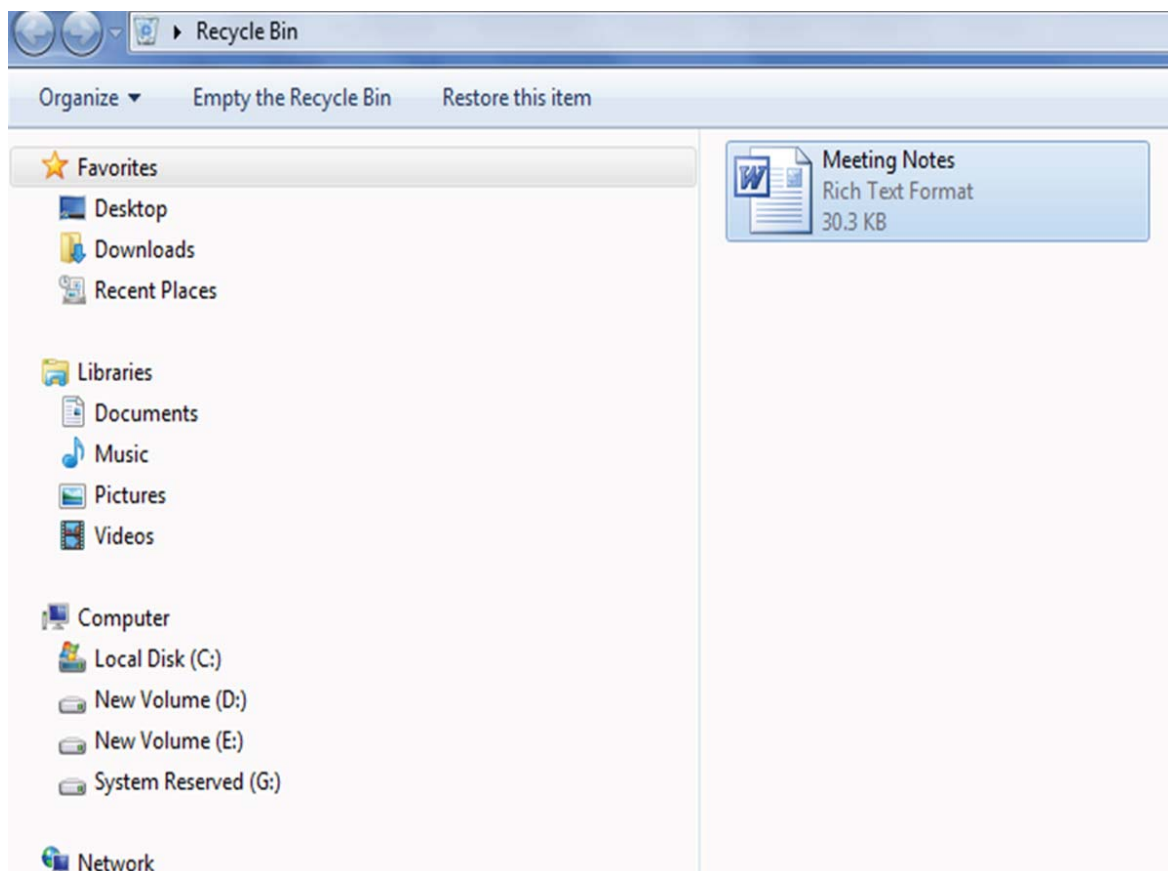 Recycle Bin
Organize Empty the Recycle Bin Restore this item
Favorites
Desktop
Downloads
Recent Places
Libraries
Documents
Music
Pictures
Videos
Computer
Local Disk (C:)
New Volume (D:)
New Volume (E:)
System Reserved (G:)
Network
Meeting Notes
Rich Text Format
30.3 KB